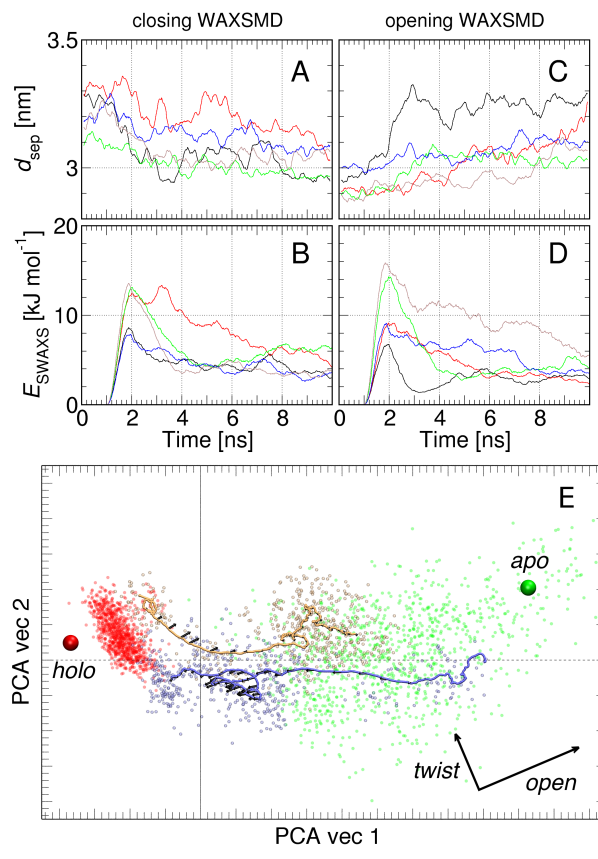 closing WAXSMD opening WAXSMD
3.5
A C
d_sep [nm]
3
20
B D
E_SWAXS [kJ mol⁻¹]
10
0
0 2 4 6 8 0 2 4 6 8
Time [ns] Time [ns]
E
apo
PCA vec 2
holo
twist
open
PCA vec 1